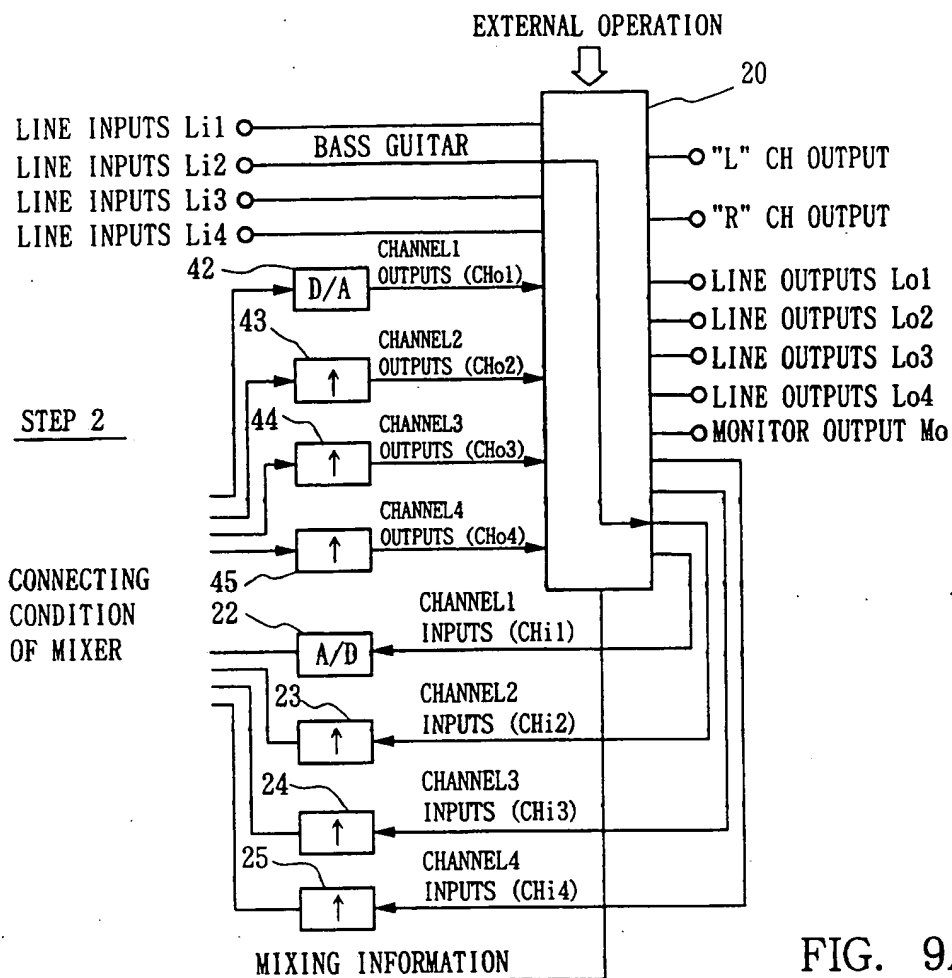 EXTERNAL OPERATION
20
LINE INPUTS Li1
BASS GUITAR
LINE INPUTS Li2
LINE INPUTS Li3
LINE INPUTS Li4
"L" CH OUTPUT
"R" CH OUTPUT
LINE OUTPUTS Lo1
LINE OUTPUTS Lo2
LINE OUTPUTS Lo3
LINE OUTPUTS Lo4
MONITOR OUTPUT Mo
42
D/A
CHANNEL1
OUTPUTS (CHo1)
43
↑
CHANNEL2
OUTPUTS (CHo2)
STEP 2
44
↑
CHANNEL3
OUTPUTS (CHo3)
45
↑
CHANNEL4
OUTPUTS (CHo4)
CONNECTING
CONDITION
OF MIXER
22
A/D
CHANNEL1
INPUTS (CHi1)
23
↑
CHANNEL2
INPUTS (CHi2)
24
↑
CHANNEL3
INPUTS (CHi3)
25
↑
CHANNEL4
INPUTS (CHi4)
MIXING INFORMATION
FIG. 9